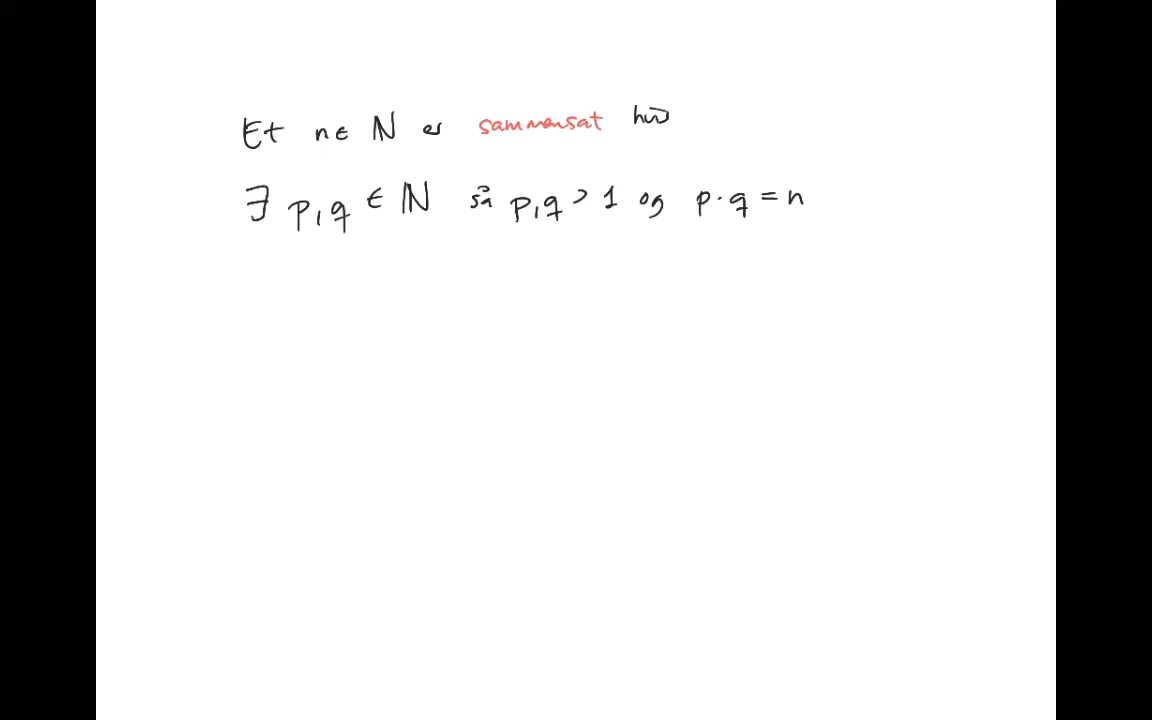 Et n ∈ ℕ er sammensat hvis
∃ p, q ∈ ℕ så p, q > 1 og p · q = n